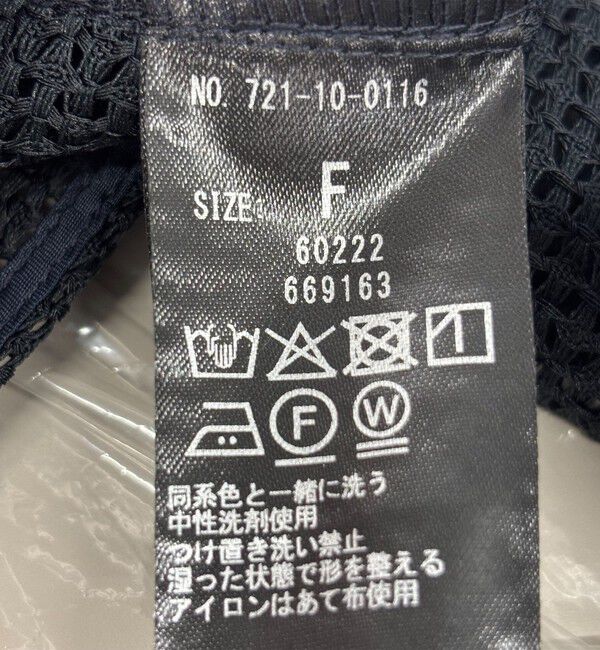 NO. 721-10-0116
SIZE: F
60222
669163
F W
同系色と一緒に洗う
中性洗剤使用
つけ置き洗い禁止
湿った状態で形を整える
アイロンはあて布使用